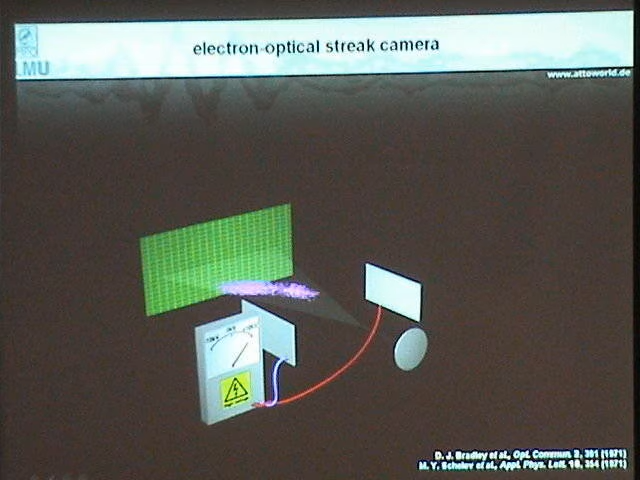 electron-optical streak camera
LMU
www.attoworld.de
D. J. Bradley et al., Opt. Commun. 2, 391 (1971)
M. Y. Schelev et al., Appl. Phys. Lett. 18, 354 (1971)